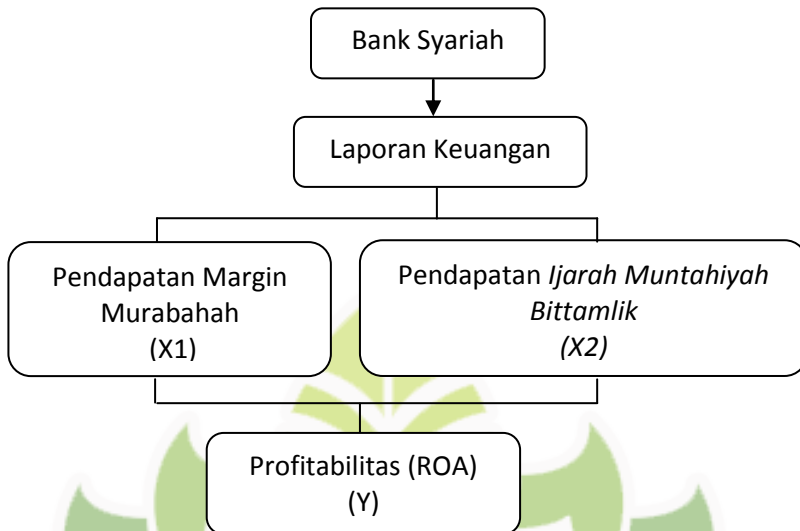 Bank Syariah
Laporan Keuangan
Pendapatan Margin
Murabahah
(X1)
Pendapatan Ijarah Muntahiyah
Bittamlik
(X2)
Profitabilitas (ROA)
(Y)